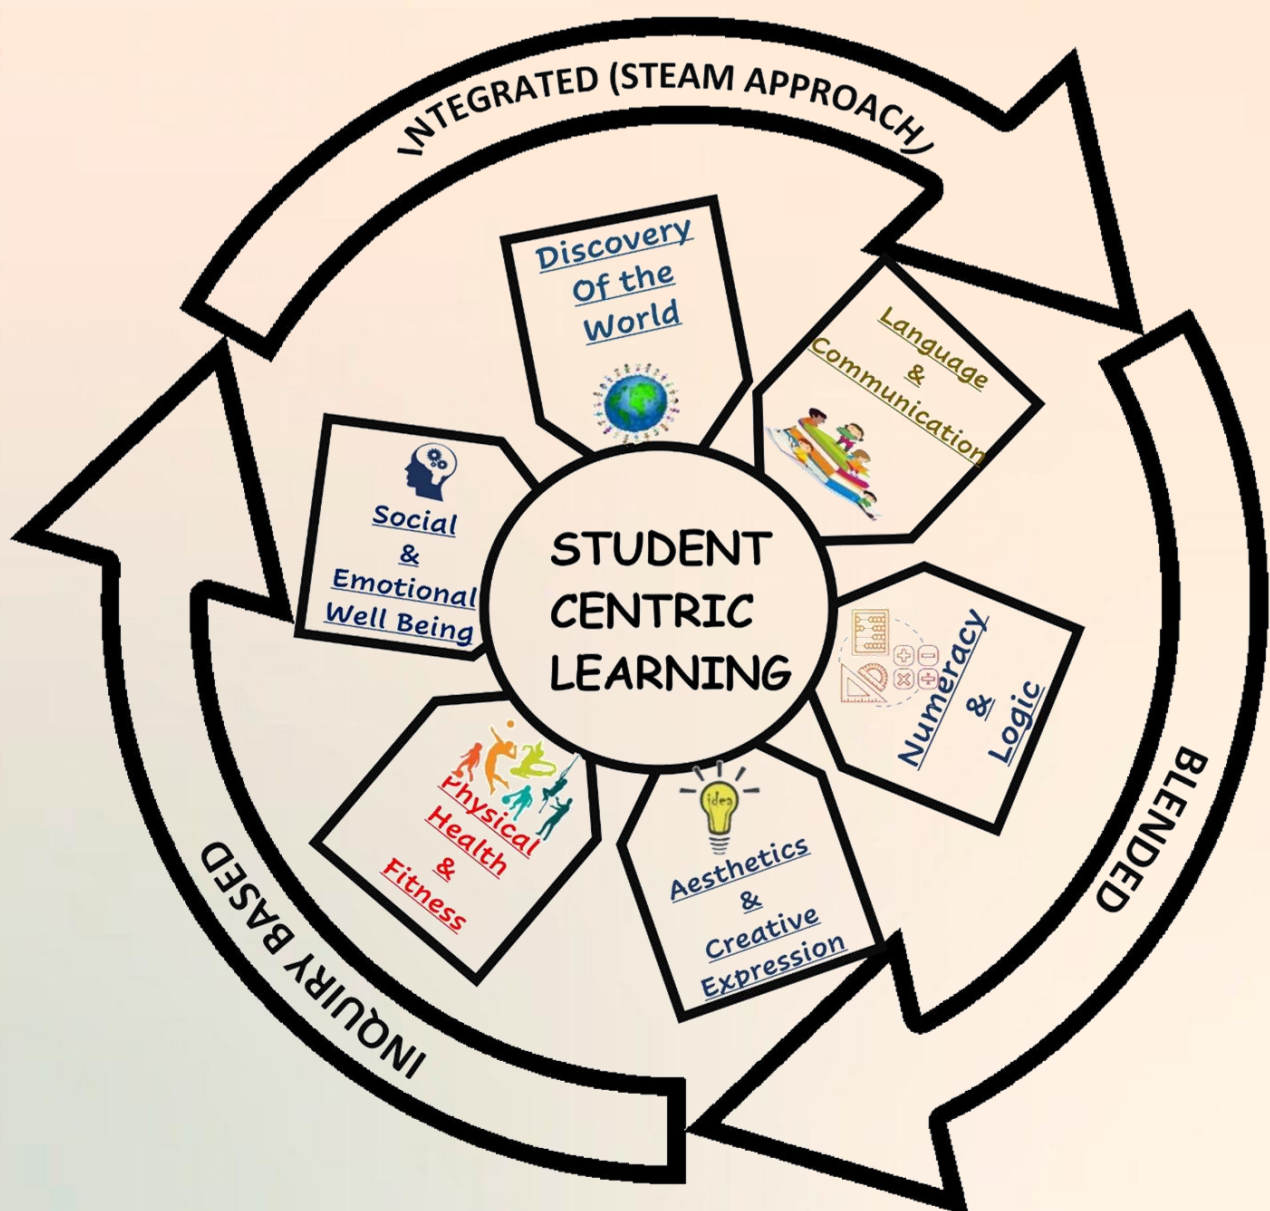 INTEGRATED (STEAM APPROACH)
Discovery
Of the
World
Language
&
Communication
Social
&
Emotional
Well Being
STUDENT
CENTRIC
LEARNING
Numeracy
&
Logic
Physical
Health
&
Fitness
idea
Aesthetics
&
Creative
Expression
BLENDED
INQUIRY BASED